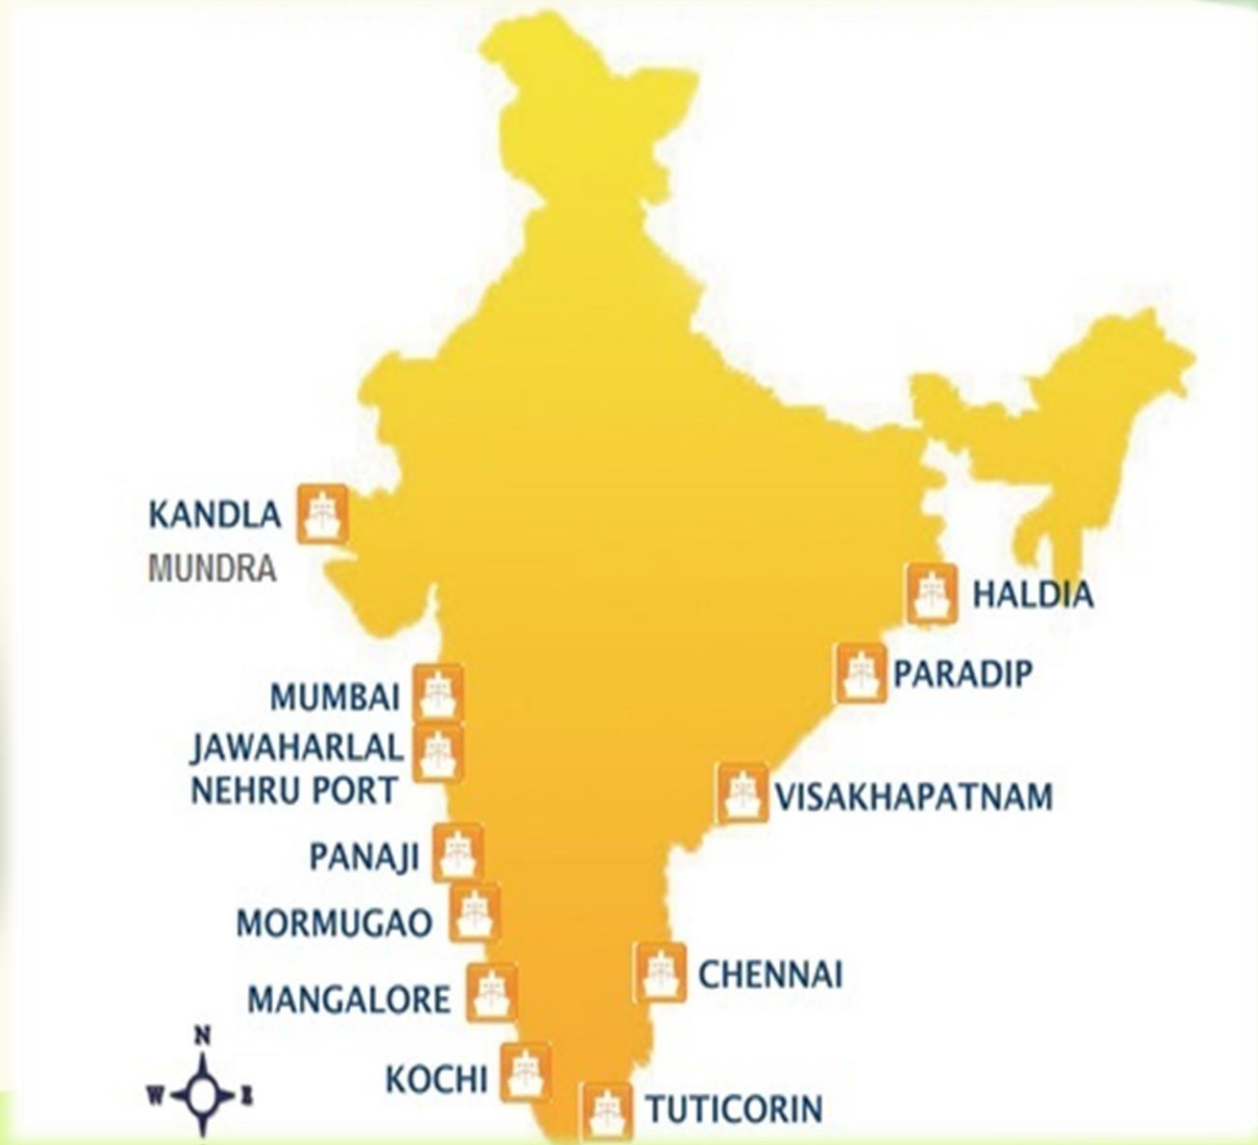 KANDLA
MUNDRA
HALDIA
PARADIP
MUMBAI
JAWAHARLAL
NEHRU PORT
VISAKHAPATNAM
PANAJI
MORMUGAO
CHENNAI
MANGALORE
KOCHI
TUTICORIN
N
W E